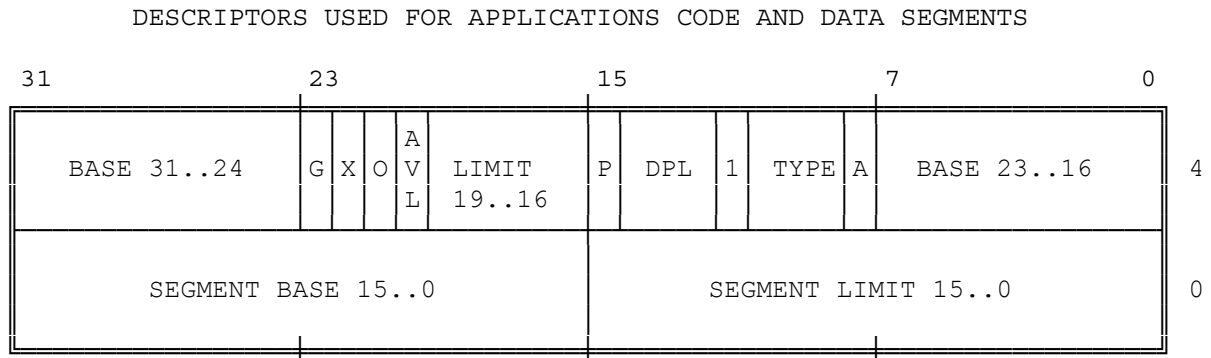 DESCRIPTORS USED FOR APPLICATIONS CODE AND DATA SEGMENTS
31 23 15 7 0
A
BASE 31..24 G X O V LIMIT P DPL 1 TYPE A BASE 23..16 4
L 19..16
SEGMENT BASE 15..0 SEGMENT LIMIT 15..0 0